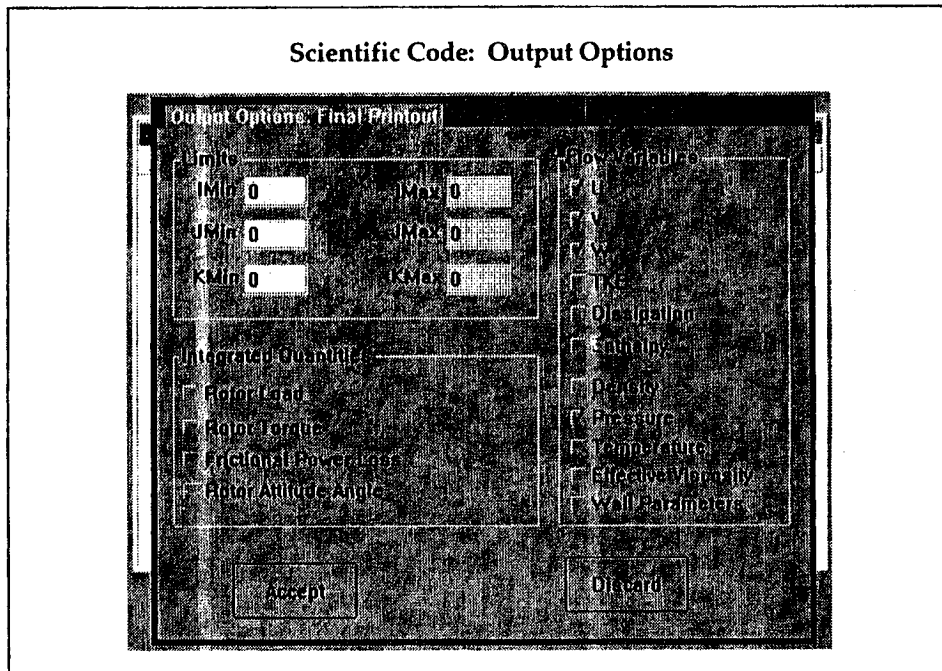 Scientific Code: Output Options
Output Options: Final Printout
Limits
IMin 0
IMax 0
JMin 0
JMax 0
KMin 0
KMax 0
Integrated Quantities
Rotor Load
Rotor Torque
Frictional Power Loss
Rotor Attitude Angle
Flow Variables
U
V
W
TKE
Dissipation
Enthalpy
Density
Pressure
Temperature
Effective Viscosity
Wall Parameters
Accept
Discard